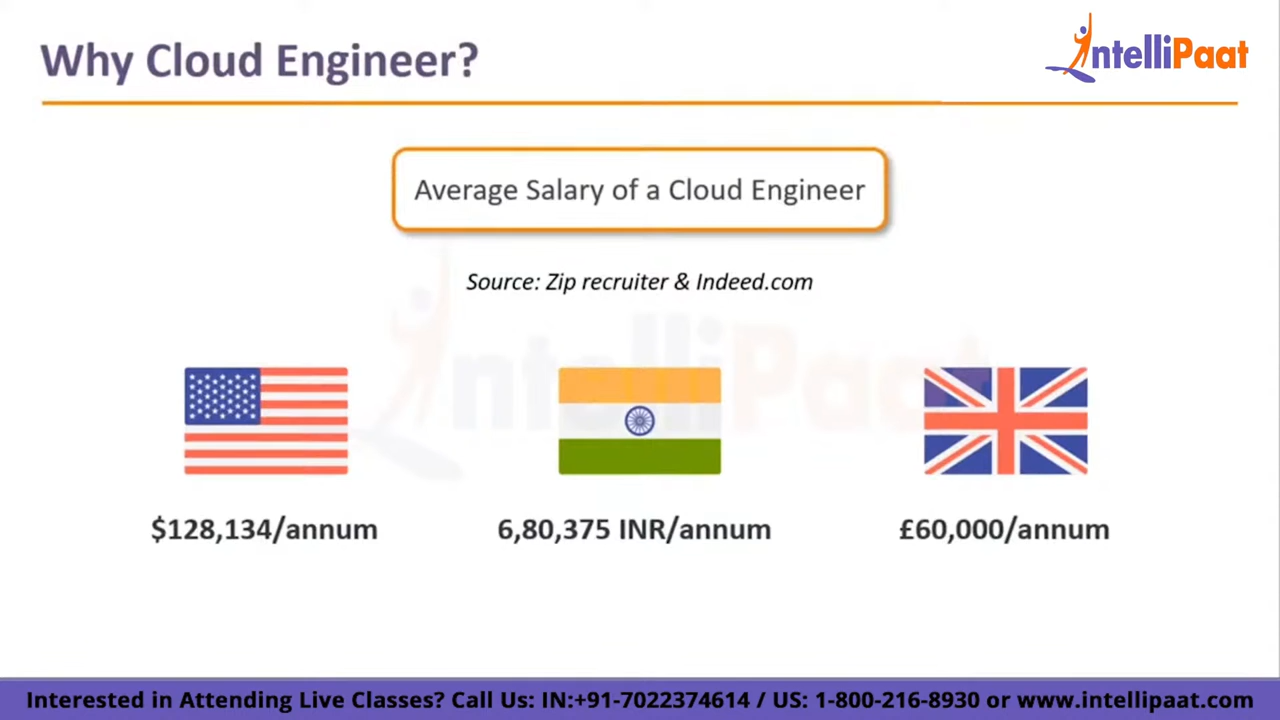 Why Cloud Engineer?
IntelliPaat
Average Salary of a Cloud Engineer
Source: Zip recruiter & Indeed.com
IntelliPaat
$128,134/annum
6,80,375 INR/annum
£60,000/annum
Interested in Attending Live Classes? Call Us: IN:+91-7022374614 / US: 1-800-216-8930 or www.intellipaat.com